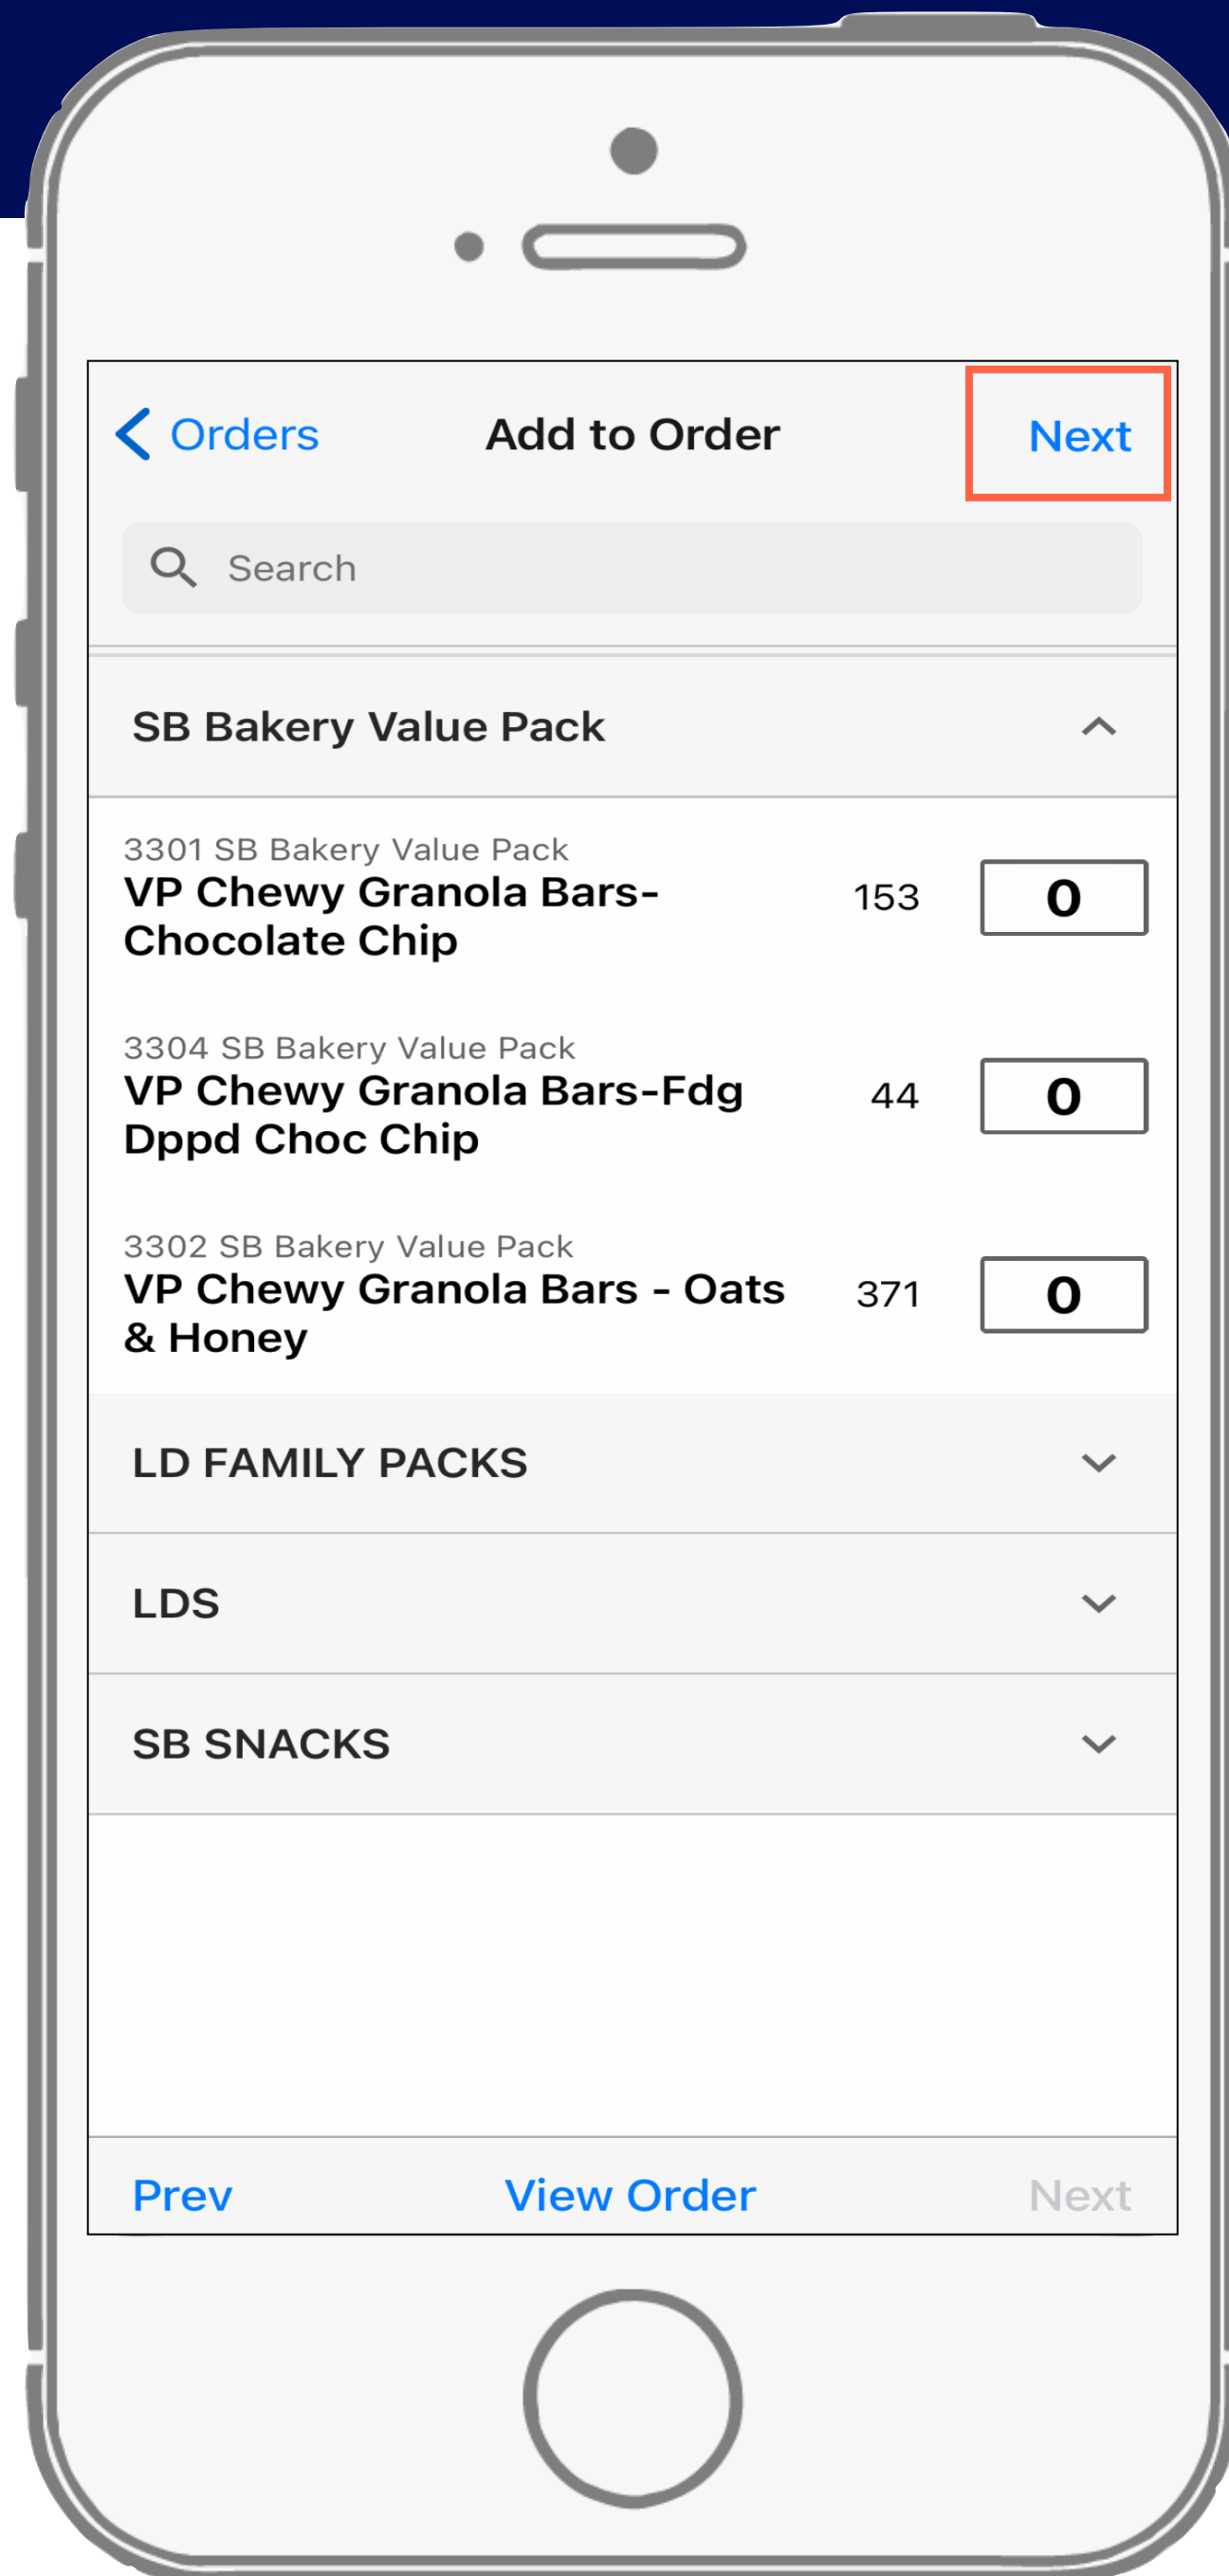 Orders Add to Order Next
Search
SB Bakery Value Pack
3301 SB Bakery Value Pack
VP Chewy Granola Bars-
Chocolate Chip
153 0
3304 SB Bakery Value Pack
VP Chewy Granola Bars-Fdg
Dppd Choc Chip
44 0
3302 SB Bakery Value Pack
VP Chewy Granola Bars - Oats
& Honey
371 0
LD FAMILY PACKS
LDS
SB SNACKS
Prev View Order Next